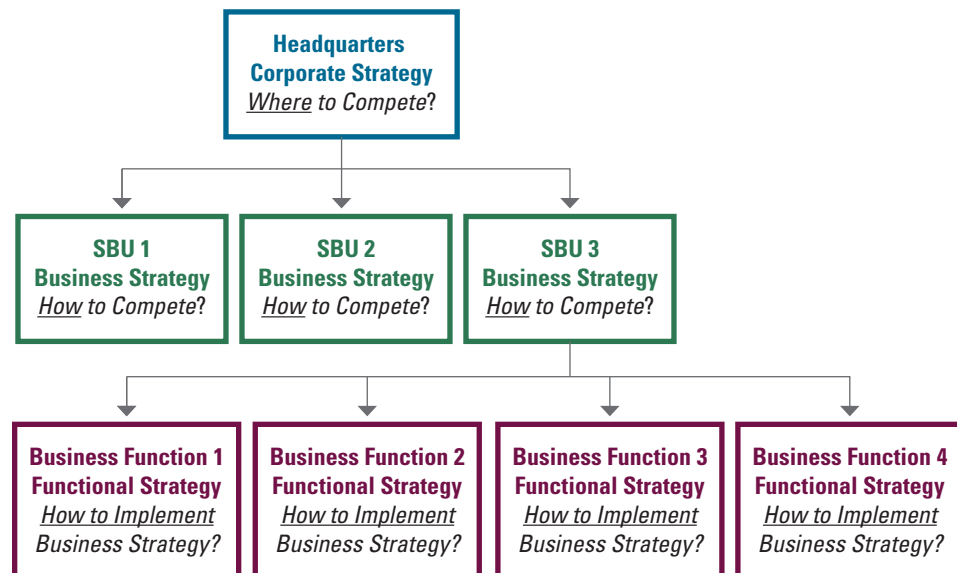 Headquarters
Corporate Strategy
Where to Compete?
SBU 1
Business Strategy
How to Compete?
SBU 2
Business Strategy
How to Compete?
SBU 3
Business Strategy
How to Compete?
Business Function 1
Functional Strategy
How to Implement
Business Strategy?
Business Function 2
Functional Strategy
How to Implement
Business Strategy?
Business Function 3
Functional Strategy
How to Implement
Business Strategy?
Business Function 4
Functional Strategy
How to Implement
Business Strategy?